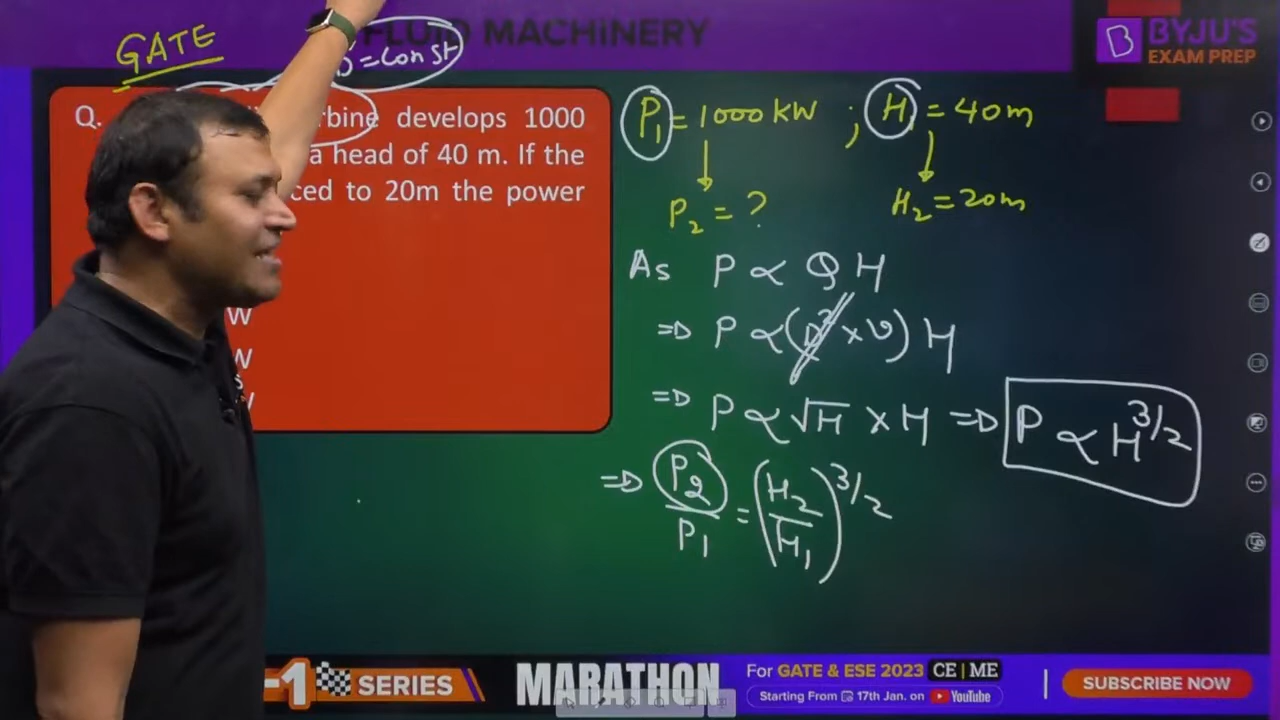 FLUID MACHINERY
BYJU'S
EXAM PREP
GATE
D = const
Q.
rbine develops 1000
a head of 40 m. If the
ced to 20m the power
W
W
P₁ = 1000 kW ; H₁ = 40m
P₂ = ?
H₂ = 20m
As P ∝ Q H
⇒ P ∝ (D² × v) H
⇒ P ∝ √H × H ⇒ P ∝ H^3/2
⇒ P₂/P₁ = (H₂/H₁)^3/2
-1 SERIES
MARATHON
For GATE & ESE 2023 CE | ME
Starting From 17th Jan. on YouTube
SUBSCRIBE NOW